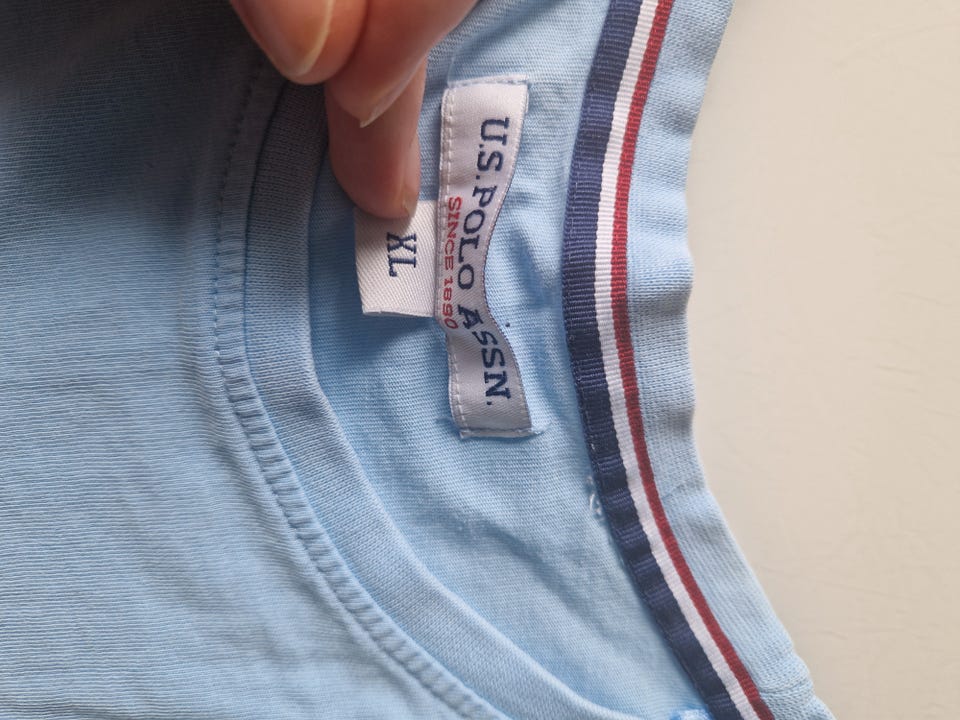 U.S. POLO ASSN.
SINCE 1890
XL